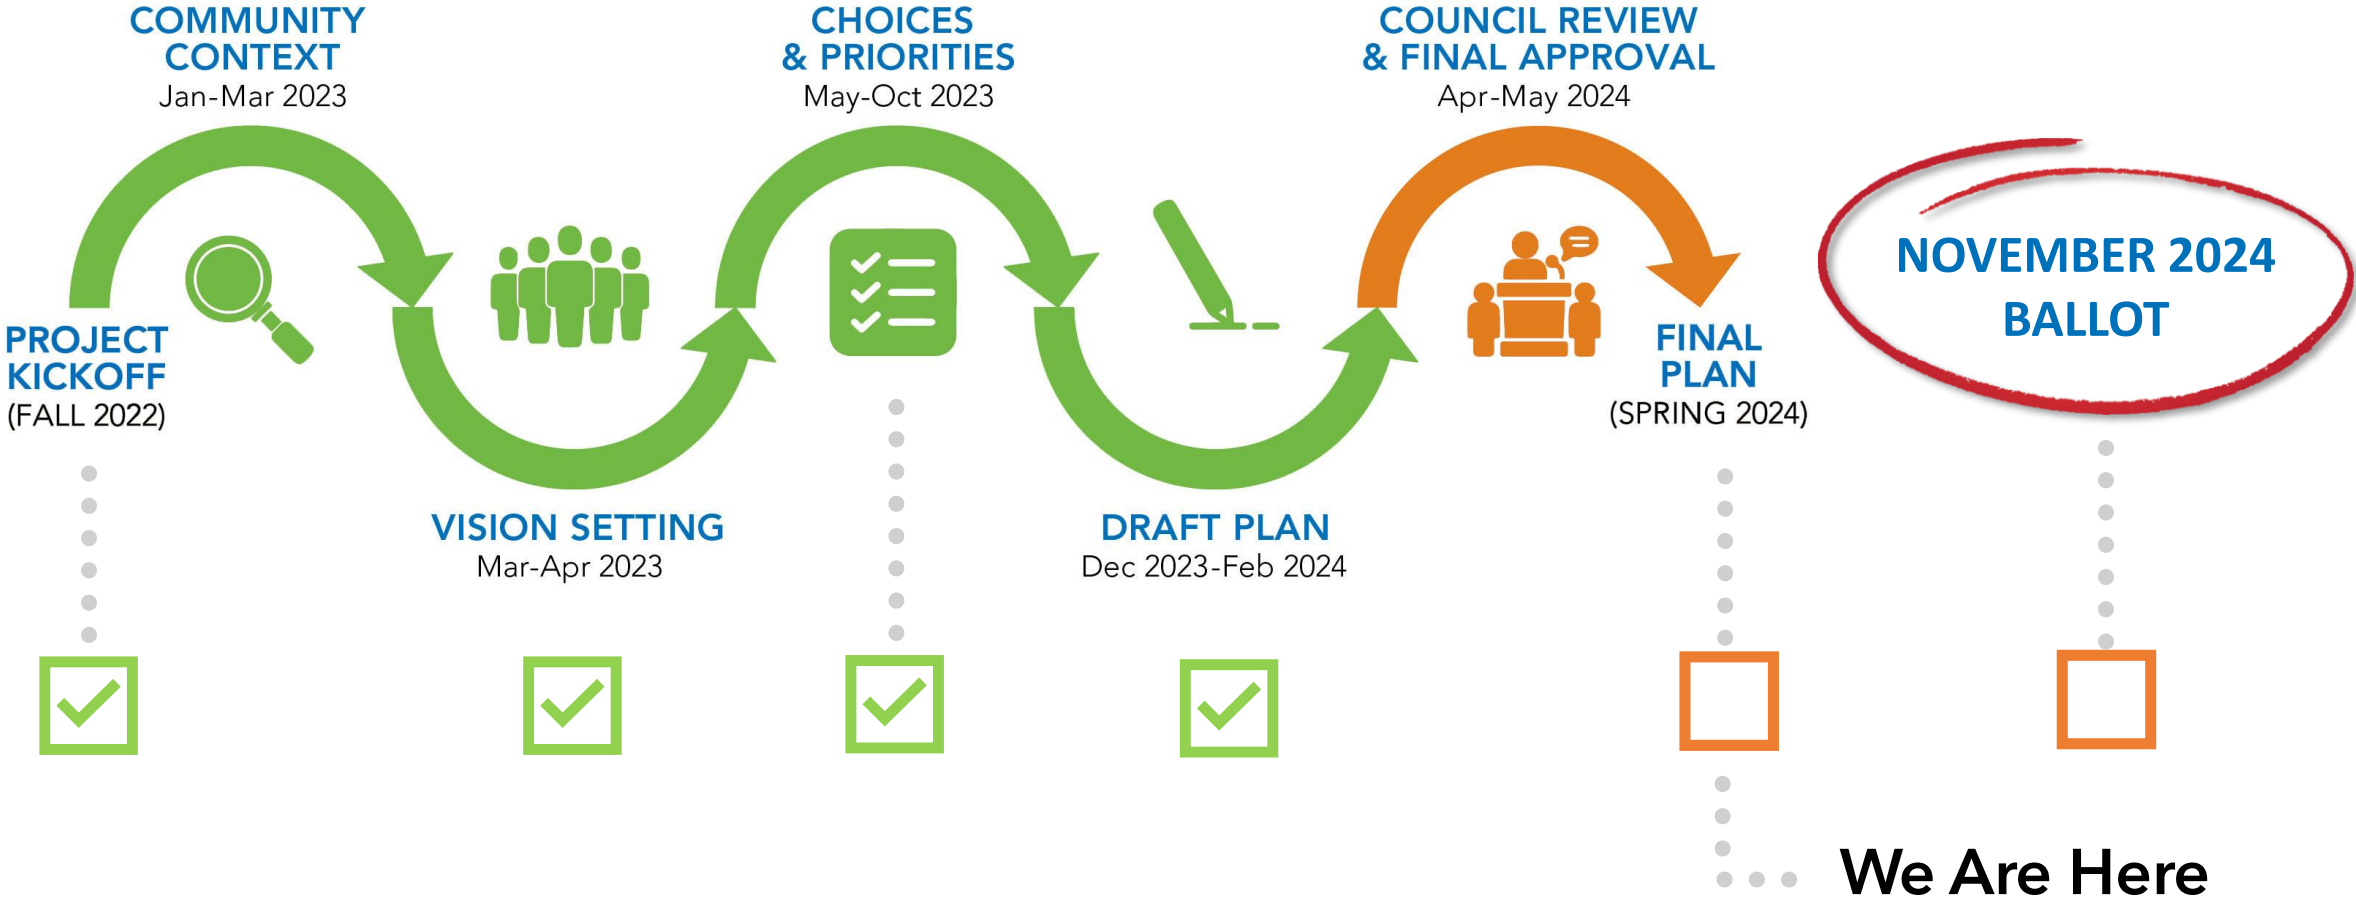 COMMUNITY
CONTEXT
Jan-Mar 2023
CHOICES
& PRIORITIES
May-Oct 2023
COUNCIL REVIEW
& FINAL APPROVAL
Apr-May 2024
PROJECT
KICKOFF
(FALL 2022)
FINAL
PLAN
(SPRING 2024)
NOVEMBER 2024
BALLOT
VISION SETTING
Mar-Apr 2023
DRAFT PLAN
Dec 2023-Feb 2024
We Are Here